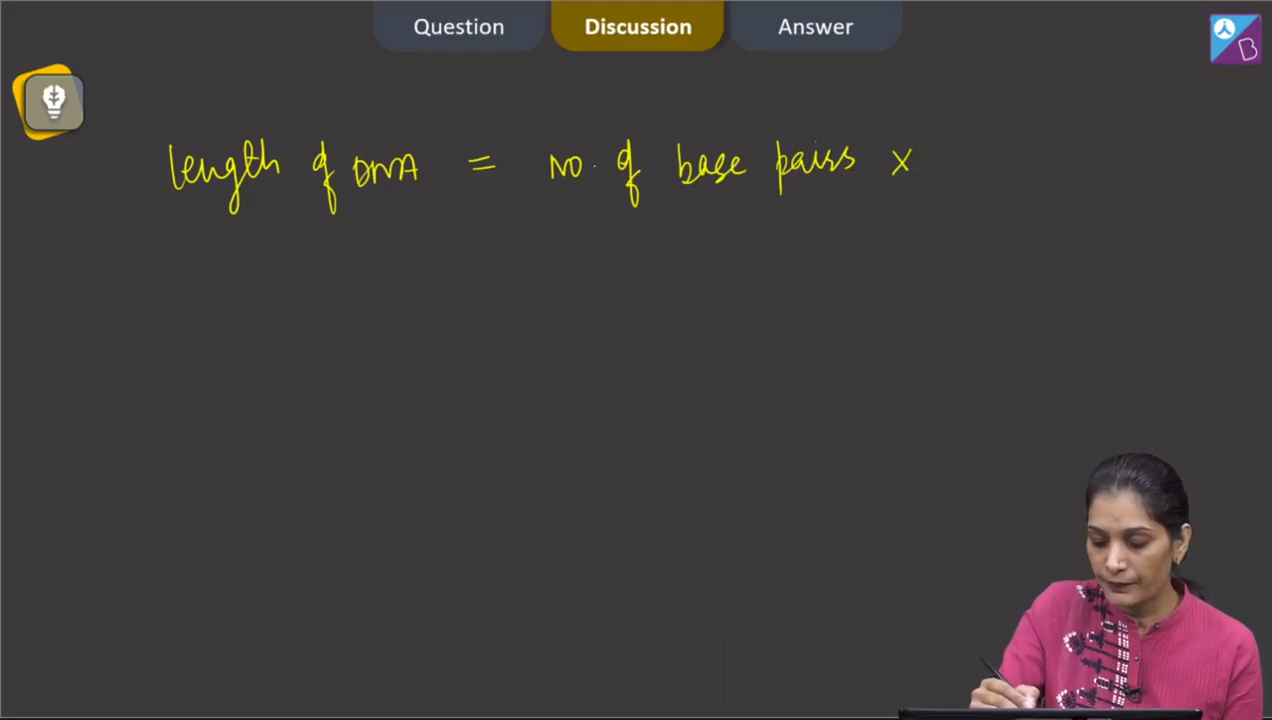 Question Discussion Answer
length of DNA = No. of base pairs ×